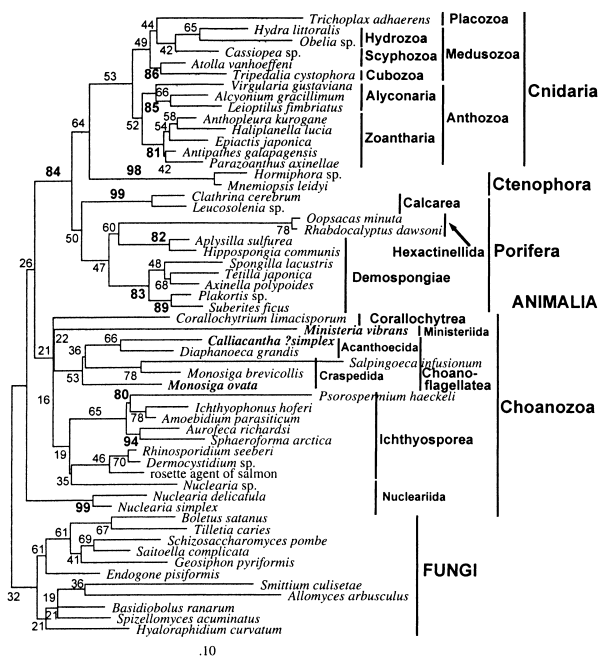 44 Trichoplax adhaerens Placozoa
65 Hydra littoralis
49 Obelia sp. Hydrozoa
42 Cassiopea sp. Scyphozoa Medusozoa
Atolla vanhoeffeni
86 Tripedalia cystophora Cubozoa
53 Virgularia gustaviana Cnidaria
66 Alcyonium gracillimum Alyconaria
85 Leioptilus fimbriatus
58 Anthopleura kurogane Anthozoa
52 54 Haliplanella lucia
64 Epiactis japonica Zoantharia
81 Antipathes galapagensis
42 Parazoanthus axinellae
84 98 Hormiphora sp.
Mnemiopsis leidyi Ctenophora
99 Clathrina cerebrum
Leucosolenia sp. Calcarea
Oopsacas minuta
60 78 Rhabdocalyptus dawsoni
50 82 Aplysilla sulfurea
Hippospongia communis Hexactinellida Porifera
26 47 48 Spongilla lacustris
Tetilla japonica
68 Axinella polypoides Demospongiae
83 Plakortis sp.
89 Suberites ficus ANIMALIA
Corallochytrium limacisporum Corallochytrea
22 Ministeria vibrans Ministeriida
66 Calliacantha ?simplex
21 36 Diaphanoeca grandis Acanthoecida
Salpingoeca infusionum
78 Monosiga brevicollis Craspedida Choano-
53 Monosiga ovata flagellatea
16 80 Psorospermium haeckeli Choanozoa
65 Ichthyophonus hoferi
78 Amoebidium parasiticum
Aurofeca richardsi
94 Sphaeroforma arctica Ichthyosporea
19 Rhinosporidium seeberi
46 70 Dermocystidium sp.
rosette agent of salmon
35 Nuclearia sp.
Nuclearia delicatula Nucleariida
99 Nuclearia simplex
Boletus satanus
61 67 Tilletia caries
69 Schizosaccharomyces pombe
61 41 Saitoella complicata
Geosiphon pyriformis
Endogone pisiformis FUNGI
32 36 Smittium culisetae
19 Allomyces arbusculus
Basidiobolus ranarum
21 Spizellomyces acuminatus
21 Hyaloraphidium curvatum
.10